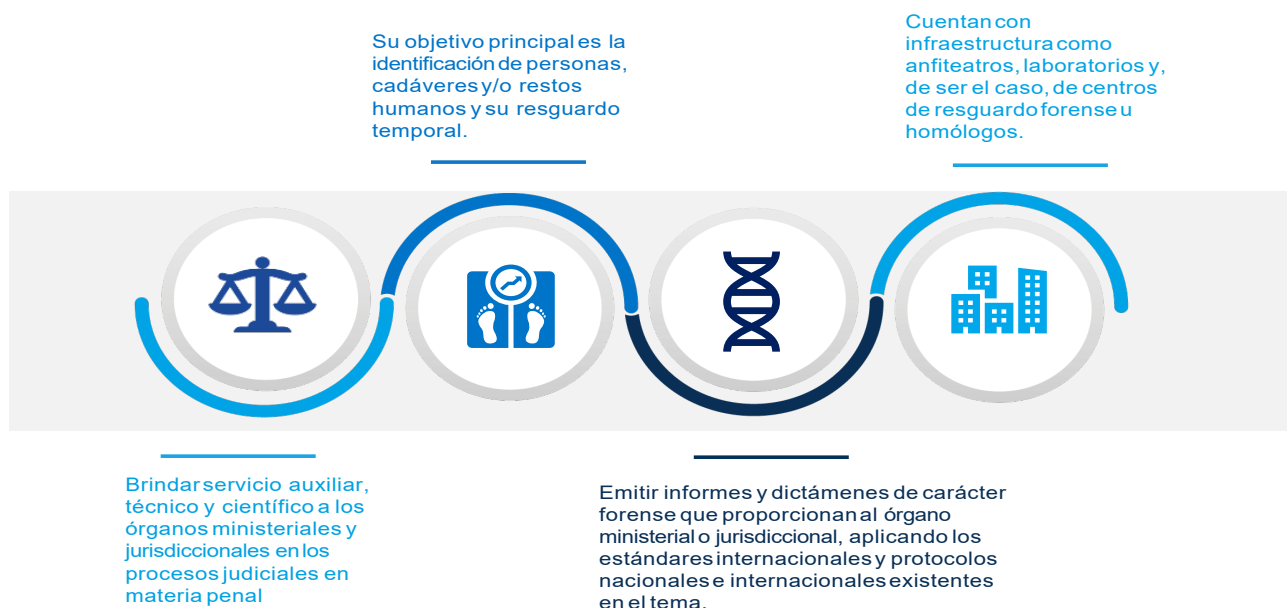 Su objetivo principal es la
identificación de personas,
cadáveres y/o restos
humanos y su resguardo
temporal.
Cuentan con
infraestructura como
anfiteatros, laboratorios y,
de ser el caso, de centros
de resguardo forense u
homólogos.
Brindar servicio auxiliar,
técnico y científico a los
órganos ministeriales y
jurisdiccionales en los
procesos judiciales en
materia penal
Emitir informes y dictámenes de carácter
forense que proporcionan al órgano
ministerial o jurisdiccional, aplicando los
estándares internacionales y protocolos
nacionales e internacionales existentes
en el tema.